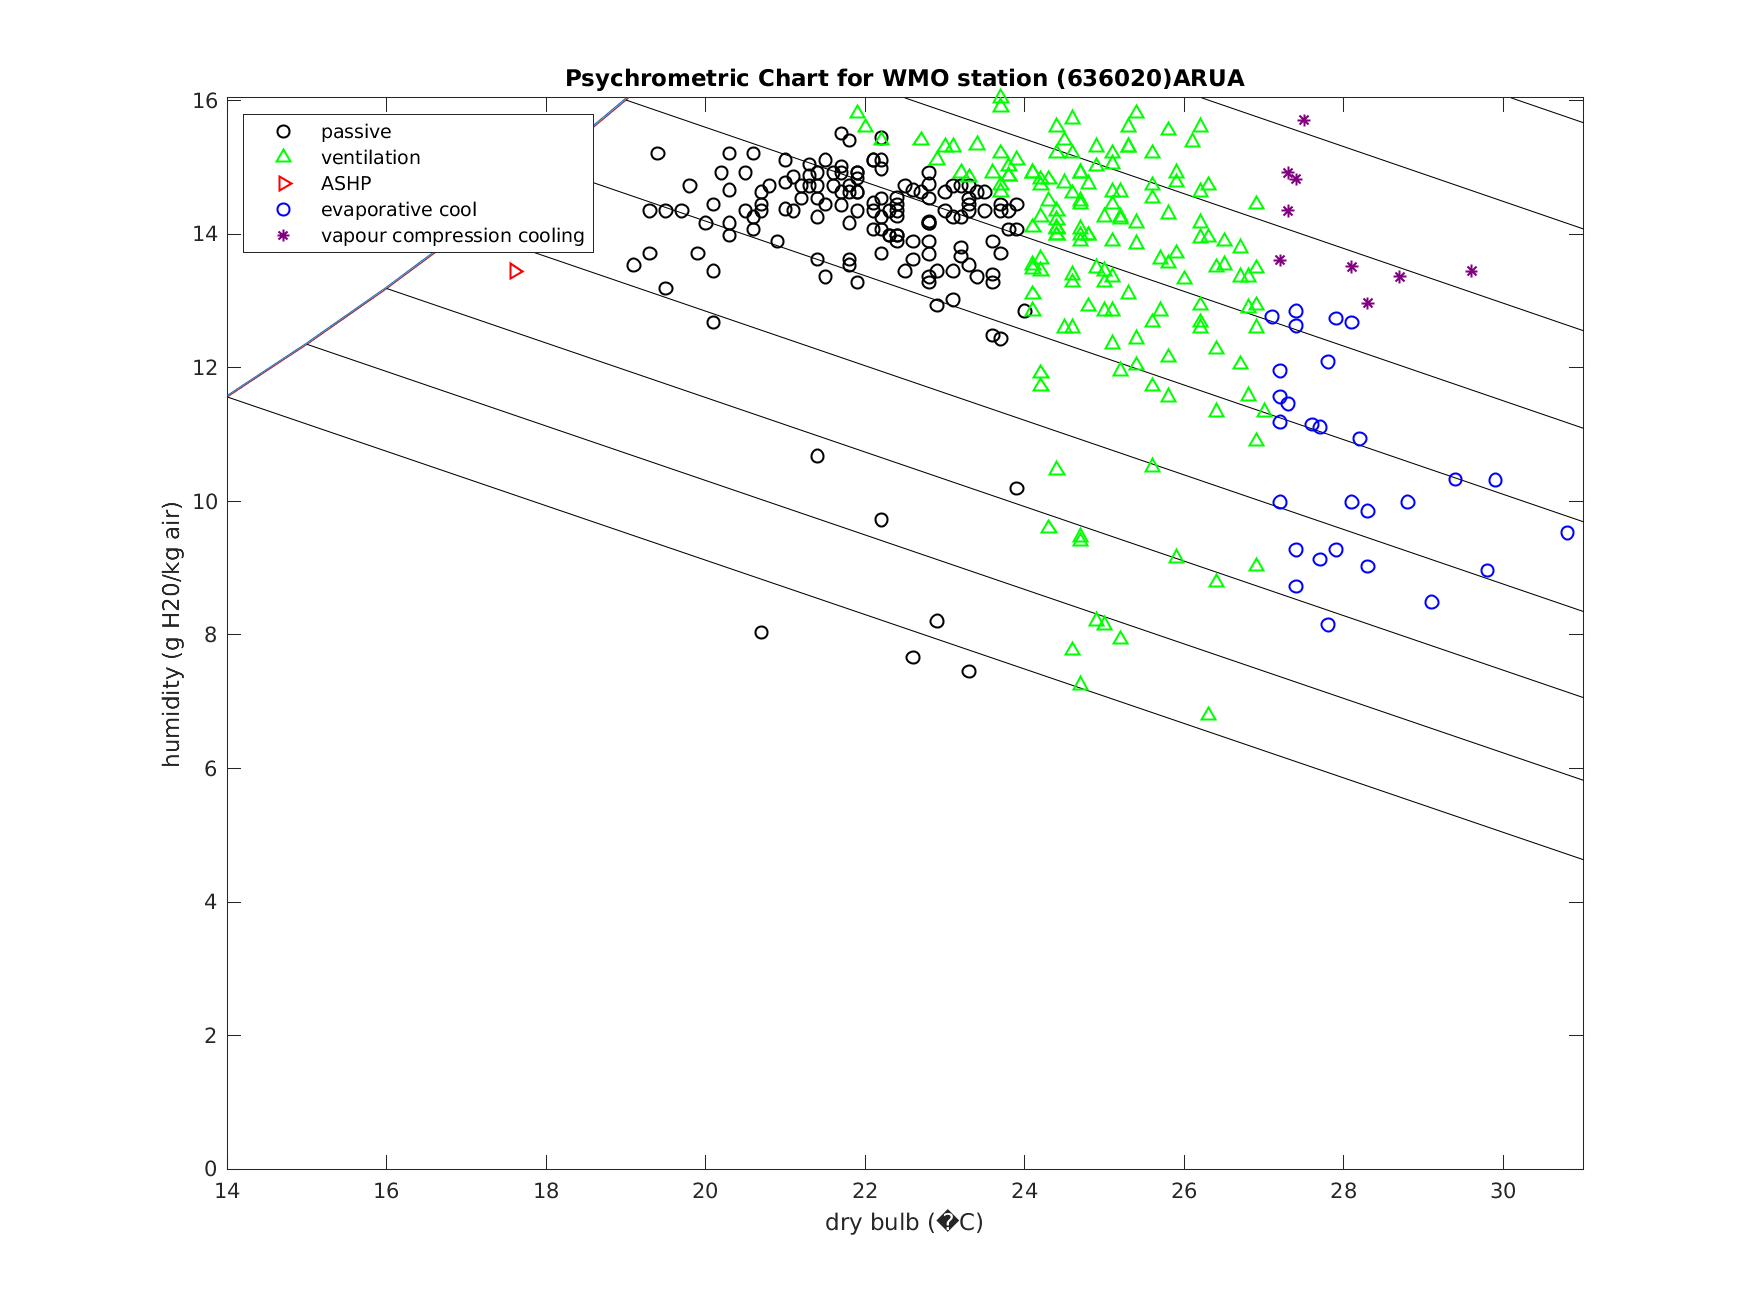 Psychrometric Chart for WMO station (636020)ARUA
passive
ventilation
ASHP
evaporative cool
vapour compression cooling
humidity (g H20/kg air)
16
14
12
10
8
6
4
2
0
14 16 18 20 22 24 26 28 30
dry bulb (�C)